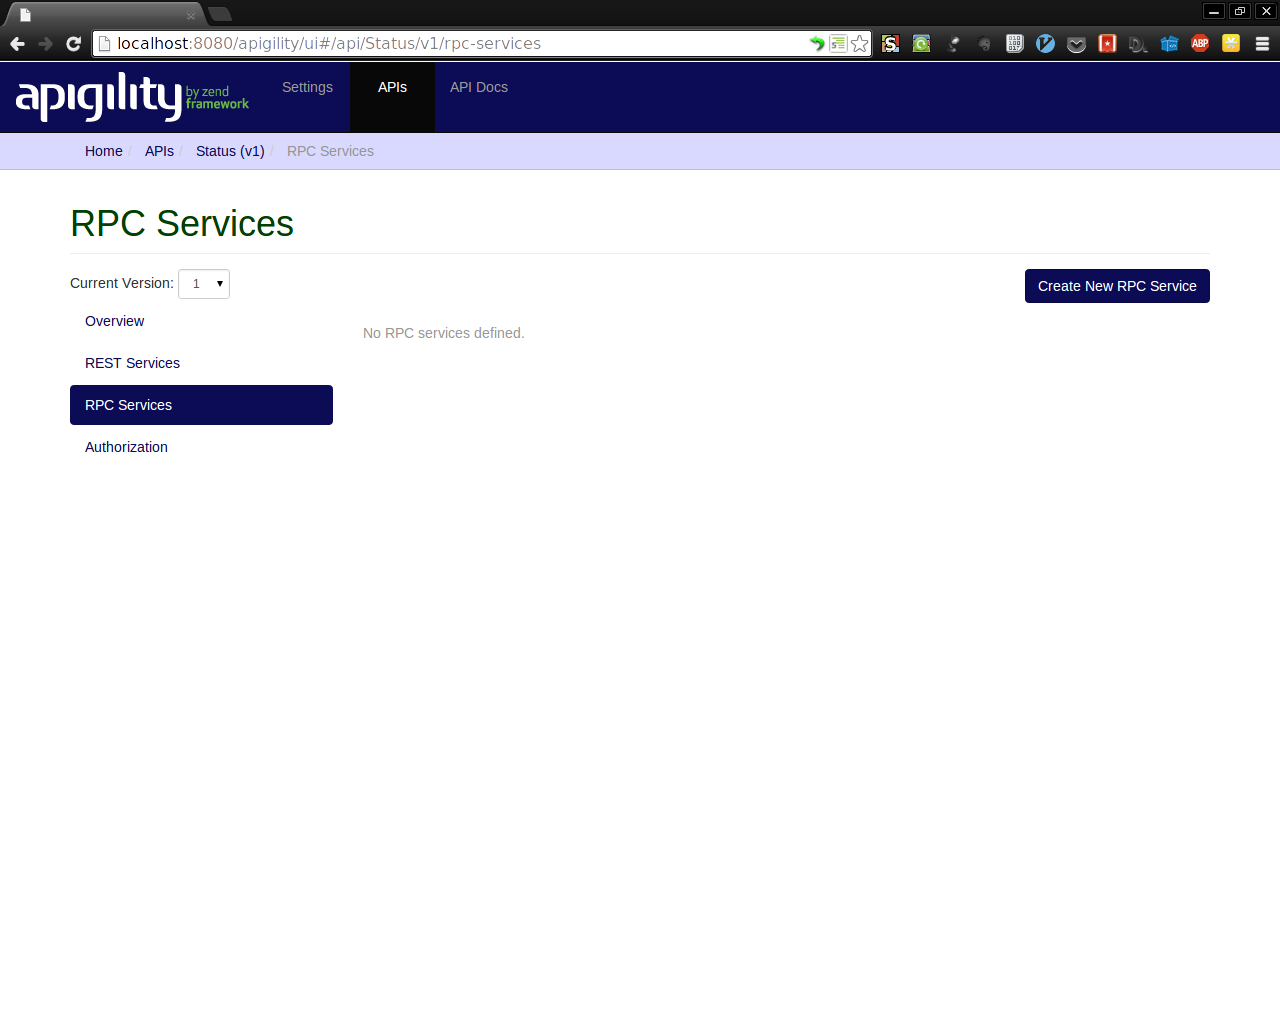 localhost:8080/apigility/ui#/api/Status/v1/rpc-services
apigility by zend framework
Settings APIs API Docs
Home / APIs / Status (v1) / RPC Services
RPC Services
Current Version: 1
Create New RPC Service
Overview
No RPC services defined.
REST Services
RPC Services
Authorization